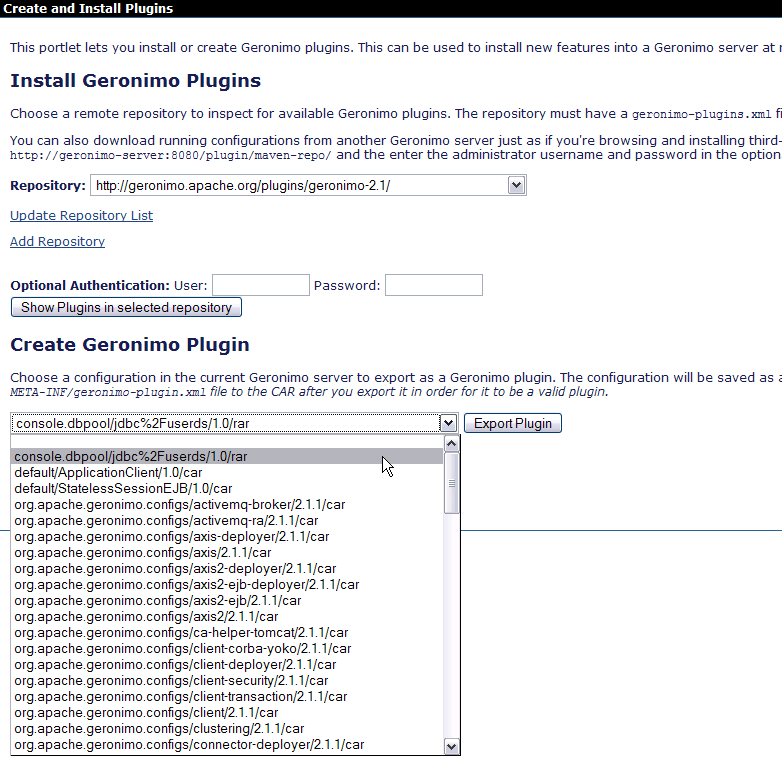 Create and Install Plugins
This portlet lets you install or create Geronimo plugins. This can be used to install new features into a Geronimo server at
Install Geronimo Plugins
Choose a remote repository to inspect for available Geronimo plugins. The repository must have a geronimo-plugins.xml
You can also download running configurations from another Geronimo server just as if you're browsing and installing third-
http://geronimo-server:8080/plugin/maven-repo/ and the enter the administrator username and password in the option
Repository: http://geronimo.apache.org/plugins/geronimo-2.1/
Update Repository List
Add Repository
Optional Authentication: User: Password:
Show Plugins in selected repository
Create Geronimo Plugin
Choose a configuration in the current Geronimo server to export as a Geronimo plugin. The configuration will be saved as a
META-INF/geronimo-plugin.xml file to the CAR after you export it in order for it to be a valid plugin.
console.dbpool/jdbc%2Fuserds/1.0/rar Export Plugin
console.dbpool/jdbc%2Fuserds/1.0/rar
default/ApplicationClient/1.0/car
default/StatelessSessionEJB/1.0/car
org.apache.geronimo.configs/activemq-broker/2.1.1/car
org.apache.geronimo.configs/activemq-ra/2.1.1/car
org.apache.geronimo.configs/axis-deployer/2.1.1/car
org.apache.geronimo.configs/axis/2.1.1/car
org.apache.geronimo.configs/axis2-deployer/2.1.1/car
org.apache.geronimo.configs/axis2-ejb-deployer/2.1.1/car
org.apache.geronimo.configs/axis2-ejb/2.1.1/car
org.apache.geronimo.configs/axis2/2.1.1/car
org.apache.geronimo.configs/ca-helper-tomcat/2.1.1/car
org.apache.geronimo.configs/client-corba-yoko/2.1.1/car
org.apache.geronimo.configs/client-deployer/2.1.1/car
org.apache.geronimo.configs/client-security/2.1.1/car
org.apache.geronimo.configs/client-transaction/2.1.1/car
org.apache.geronimo.configs/client/2.1.1/car
org.apache.geronimo.configs/clustering/2.1.1/car
org.apache.geronimo.configs/connector-deployer/2.1.1/car